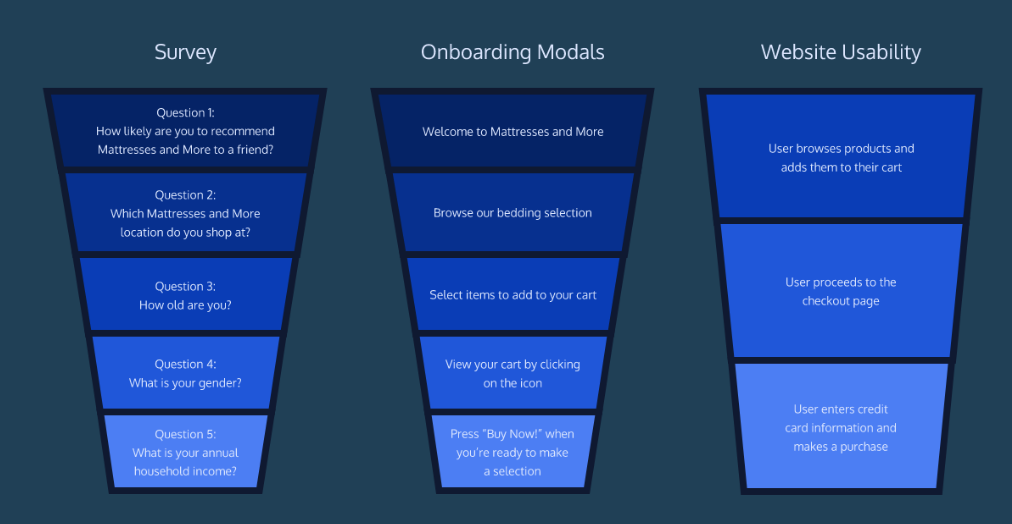 Survey
Question 1:
How likely are you to recommend
Mattresses and More to a friend?
Question 2:
Which Mattresses and More
location do you shop at?
Question 3:
How old are you?
Question 4:
What is your gender?
Question 5:
What is your annual
household income?
Onboarding Modals
Welcome to Mattresses and More
Browse our bedding selection
Select items to add to your cart
View your cart by clicking
on the icon
Press “Buy Now!” when
you’re ready to make
a selection
Website Usability
User browses products and
adds them to their cart
User proceeds to the
checkout page
User enters credit
card information and
makes a purchase